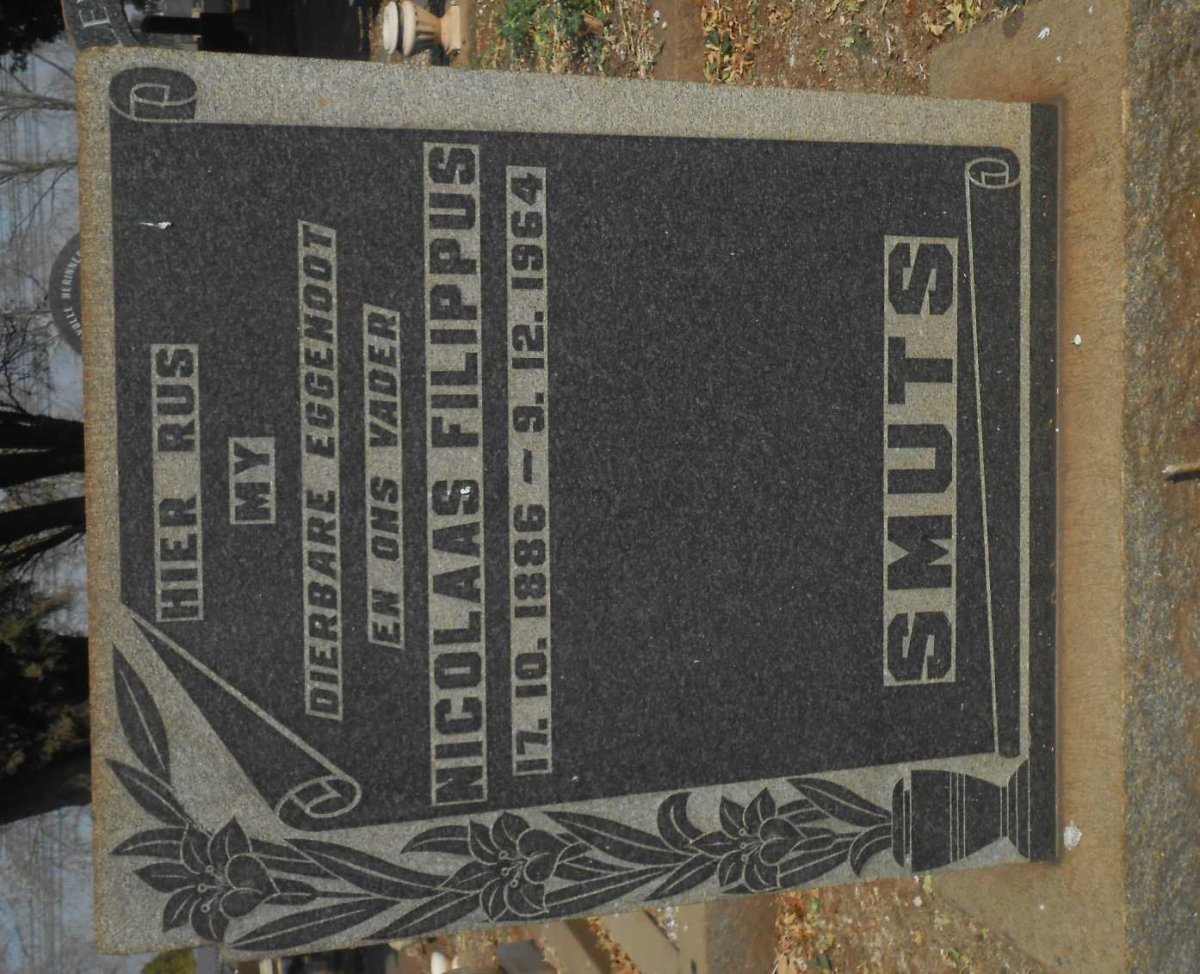 HIER RUS
MY
DIERBARE EGGENOOT
EN ONS VADER
NICOLAAS FILIPPUS
17. 10. 1886 – 9. 12. 1964
SMUTS